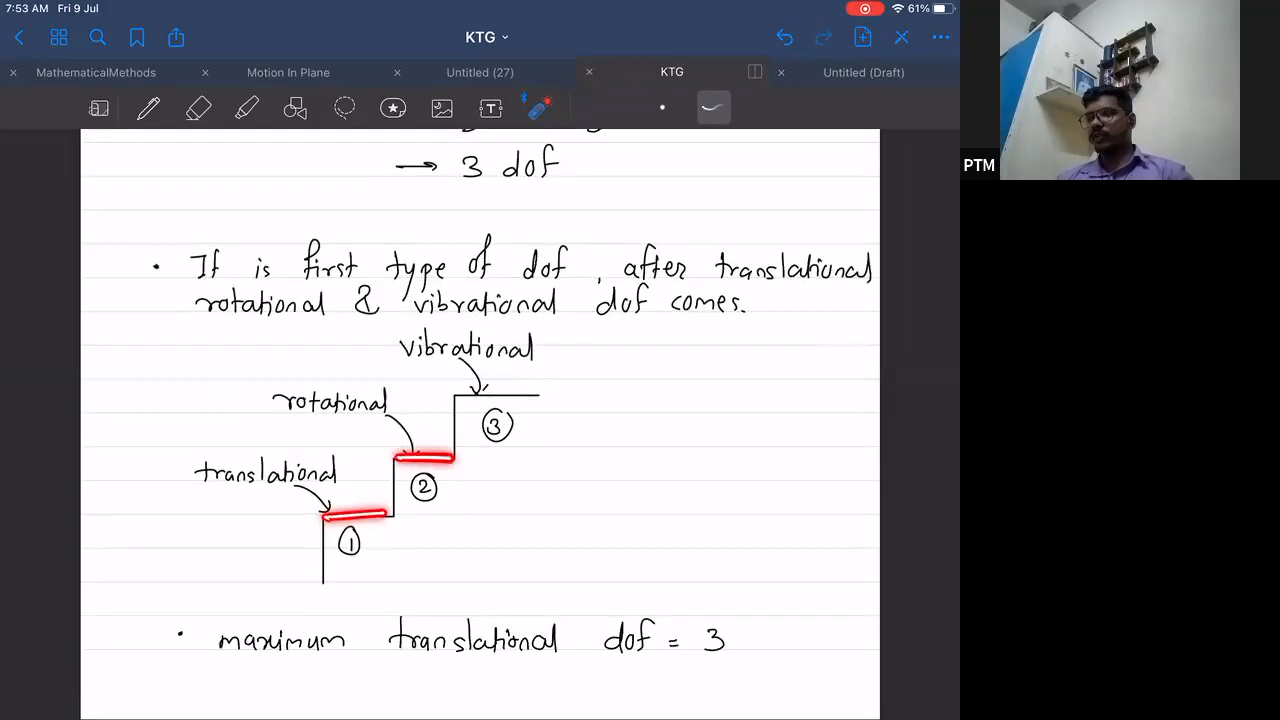 7:53 AM Fri 9 Jul
61%
KTG
MathematicalMethods
Motion In Plane
Untitled (27)
KTG
Untitled (Draft)
PTM
→ 3 dof
• If is first type of dof, after translational
rotational & vibrational dof comes.
vibrational
rotational
3
translational
2
1
• maximum translational dof = 3